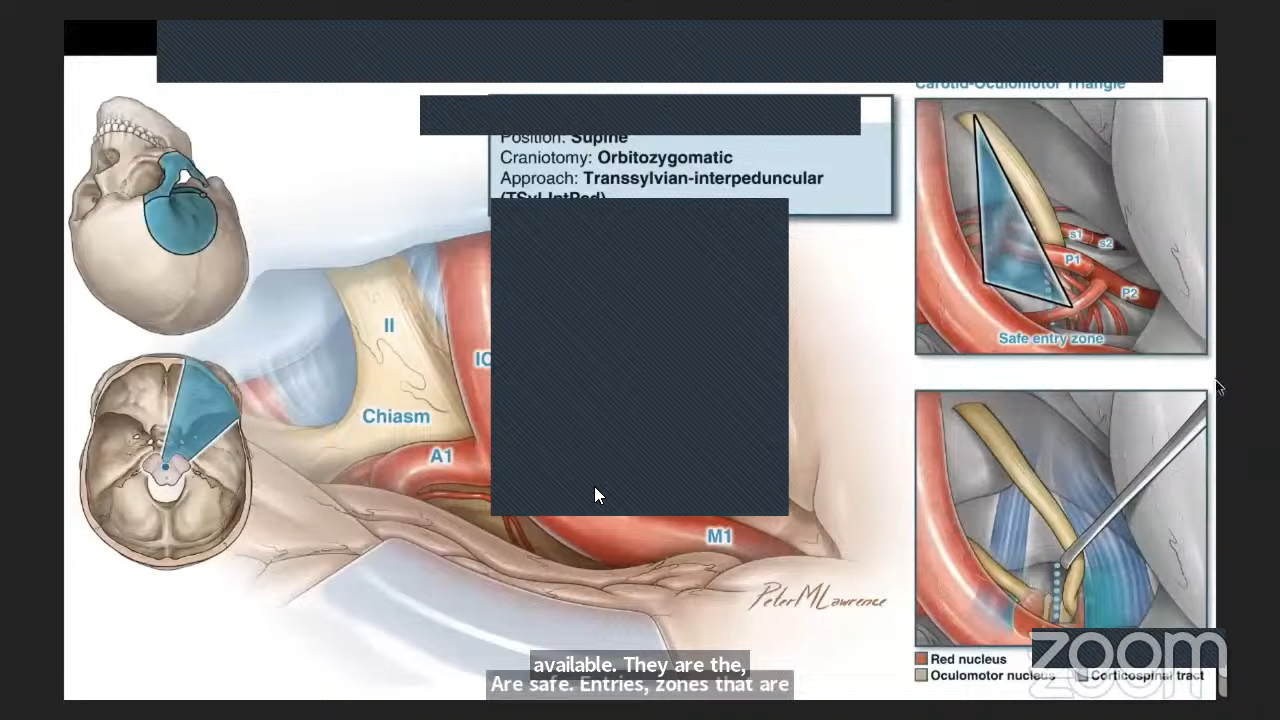 Carotid-Oculomotor Triangle
Position: Supine
Craniotomy: Orbitozygomatic
Approach: Transsylvian-interpeduncular
(TSyl-IntPed)
s1
s2
P1
P2
Safe entry zone
II
Chiasm
A1
M1
PeterMLawrence
Red nucleus
Oculomotor nucleus
Corticospinal tract
zoom
available. They are the,
Are safe. Entries, zones that are